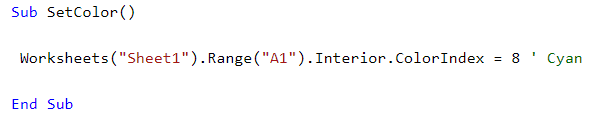 Sub SetColor()
Worksheets("Sheet1").Range("A1").Interior.ColorIndex = 8 ' Cyan
End Sub